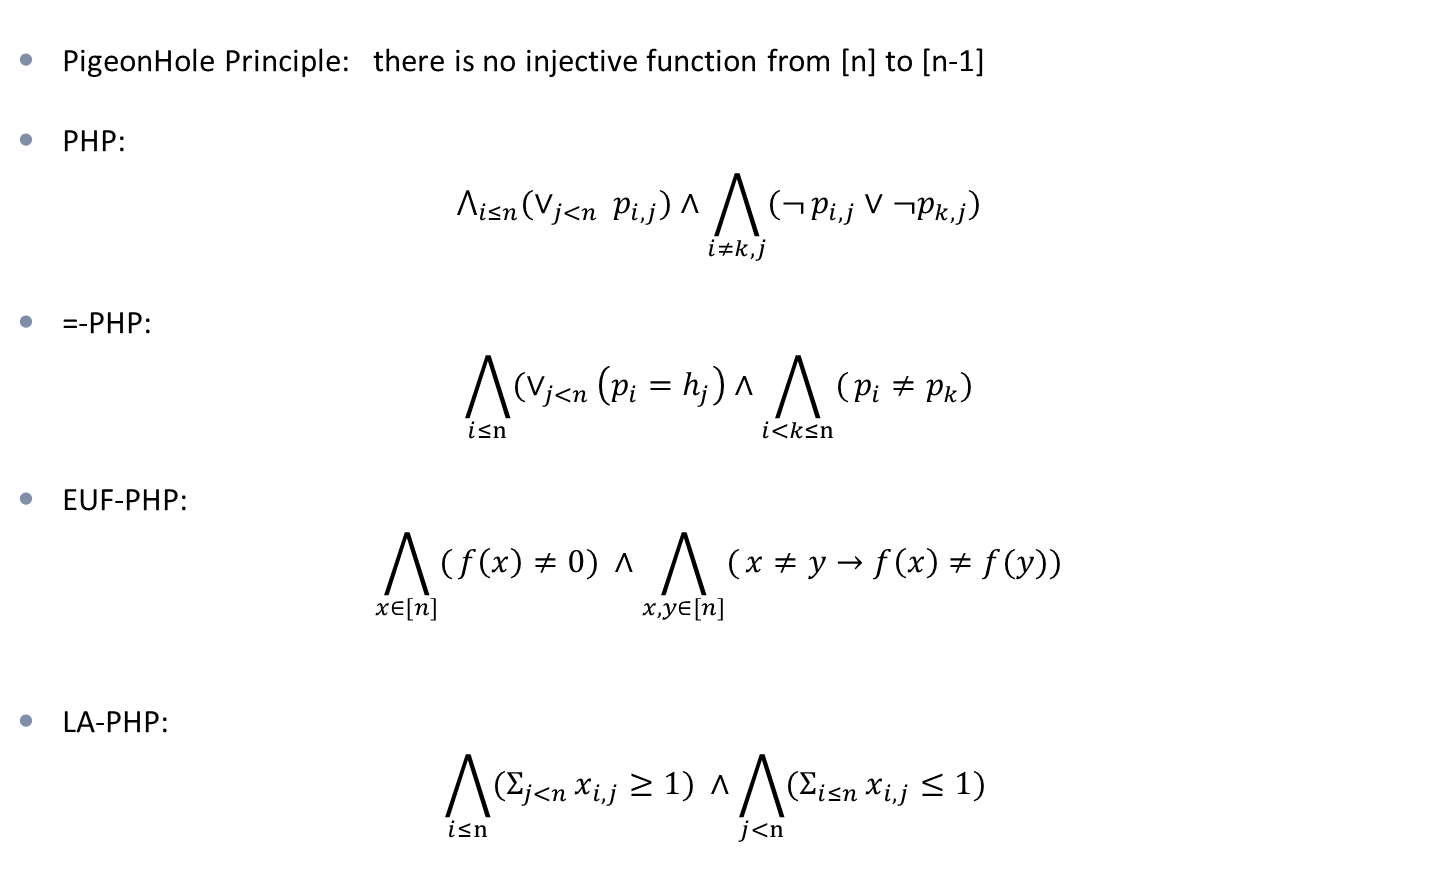 • PigeonHole Principle: there is no injective function from [n] to [n-1]
• PHP:
⋀_{i≤n}(∨_{j<n} p_{i,j}) ∧ ⋀_{i≠k,j} (¬p_{i,j} ∨ ¬p_{k,j})
• =-PHP:
⋀_{i≤n} (∨_{j<n} (p_i = h_j) ∧ ⋀_{i<k≤n} (p_i ≠ p_k)
• EUF-PHP:
⋀_{x∈[n]} (f(x) ≠ 0) ∧ ⋀_{x,y∈[n]} (x ≠ y → f(x) ≠ f(y))
• LA-PHP:
⋀_{i≤n} (Σ_{j<n} x_{i,j} ≥ 1) ∧ ⋀_{j<n} (Σ_{i≤n} x_{i,j} ≤ 1)